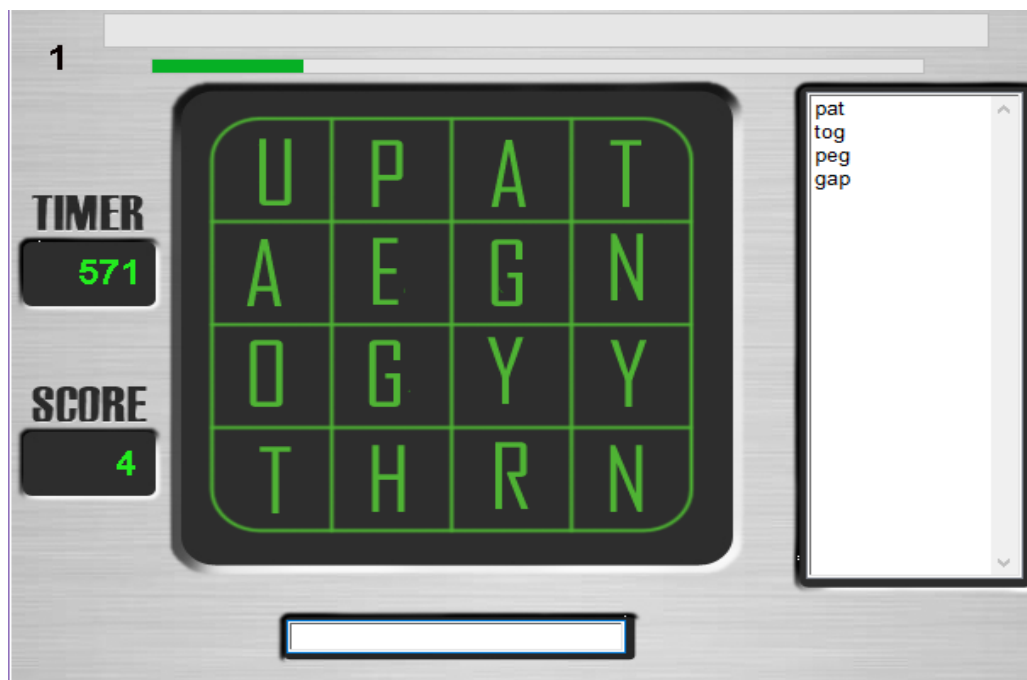 1
pat
tog
peg
gap
U P A T
TIMER
571
A E G N
O G Y Y
SCORE
4
T H R N